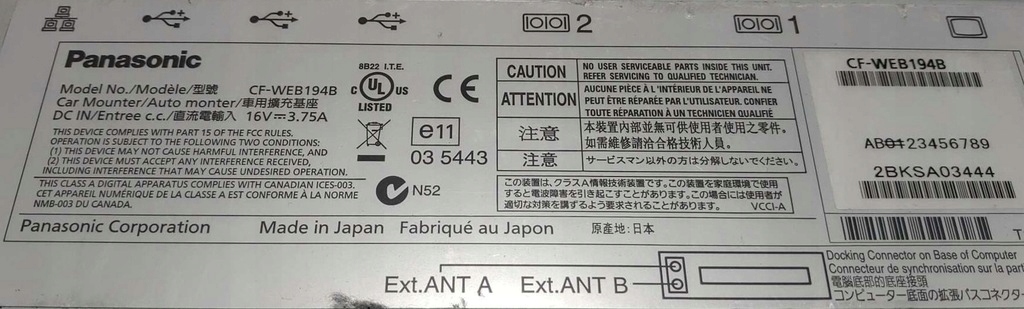 2
1
Panasonic
Model No./Modèle/型號 CF-WEB194B
Car Mounter/Auto monter/車用擴充基座
DC IN/Entree c.c./直流電輸入 16V⎓3.75A
THIS DEVICE COMPLIES WITH PART 15 OF THE FCC RULES.
OPERATION IS SUBJECT TO THE FOLLOWING TWO CONDITIONS;
(1) THIS DEVICE MAY NOT CAUSE HARMFUL INTERFERENCE, AND
(2) THIS DEVICE MUST ACCEPT ANY INTERFERENCE RECEIVED,
INCLUDING INTERFERENCE THAT MAY CAUSE UNDESIRED OPERATION.
THIS CLASS A DIGITAL APPARATUS COMPLIES WITH CANADIAN ICES-003.
CET APPAREIL NUMÉRIQUE DE LA CLASSE A EST CONFORME À LA NORME
NMB-003 DU CANADA.
8B22 I.T.E.
C UL US
LISTED
CE
e11
03 5443
N52
CAUTION
NO USER SERVICEABLE PARTS INSIDE THIS UNIT.
REFER SERVICING TO QUALIFIED TECHNICIAN.
ATTENTION
AUCUNE PIÈCE À L'INTÉRIEUR DE L'APPAREIL NE
PEUT ÊTRE RÉPARÉE PAR L'UTILISATEUR. CONFIER
TOUTE RÉPARATION À UN TECHNICIEN QUALIFIÉ
注意
本装置內部並無可供使用者使用之零件。
如需維修請洽合格技術人員。
注意
サービスマン以外の方は分解しないでください。
この装置は、クラスA情報技術装置です。この装置を家庭環境で使用
すると電波障害を引き起こすことがあります。この場合には使用者が
適切な対策を講ずるよう要求されることがあります。 VCCI-A
Panasonic Corporation Made in Japan Fabriqué au Japon 原產地:日本
CF-WEB194B
AB0123456789
2BKSA03444
Ext.ANT A Ext.ANT B
Docking Connector on Base of Computer
Connecteur de synchronisation sur la part
電腦底部的底座接頭
コンピューター底面の拡張バスコネクター